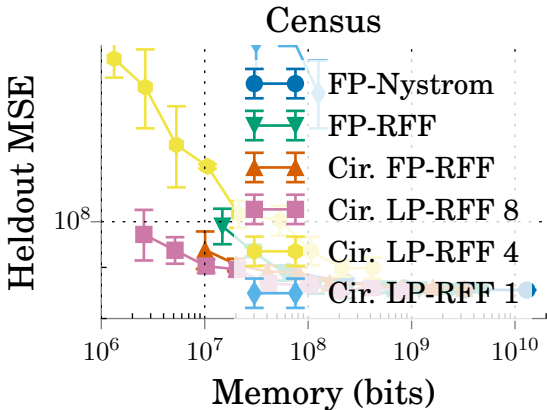 Census
Heldout MSE
10^8
FP-Nystrom
FP-RFF
Cir. FP-RFF
Cir. LP-RFF 8
Cir. LP-RFF 4
Cir. LP-RFF 1
10^6 10^7 10^8 10^9 10^10
Memory (bits)